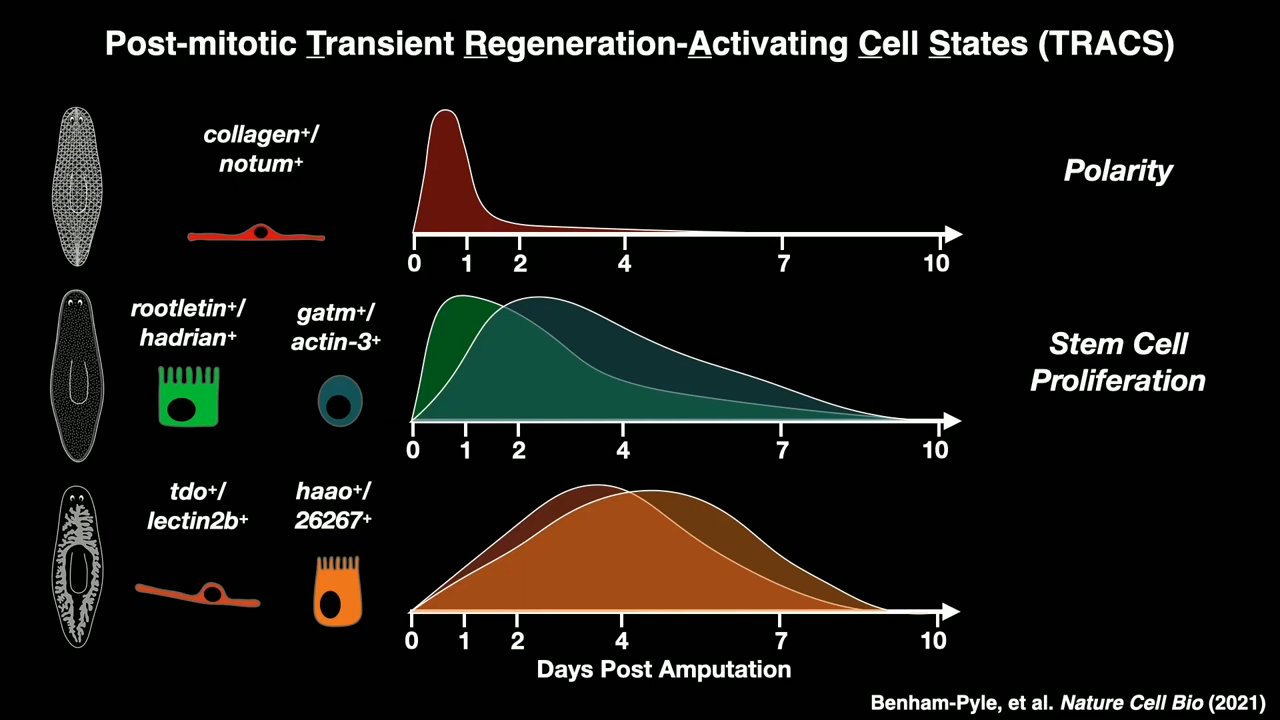 Post-mitotic Transient Regeneration-Activating Cell States (TRACS)
collagen+/
notum+
Polarity
0 1 2 4 7 10
rootletin+/
hadrian+
gatm+/
actin-3+
Stem Cell
Proliferation
0 1 2 4 7 10
tdo+/
lectin2b+
haao+/
26267+
0 1 2 4 7 10
Days Post Amputation
Benham-Pyle, et al. Nature Cell Bio (2021)